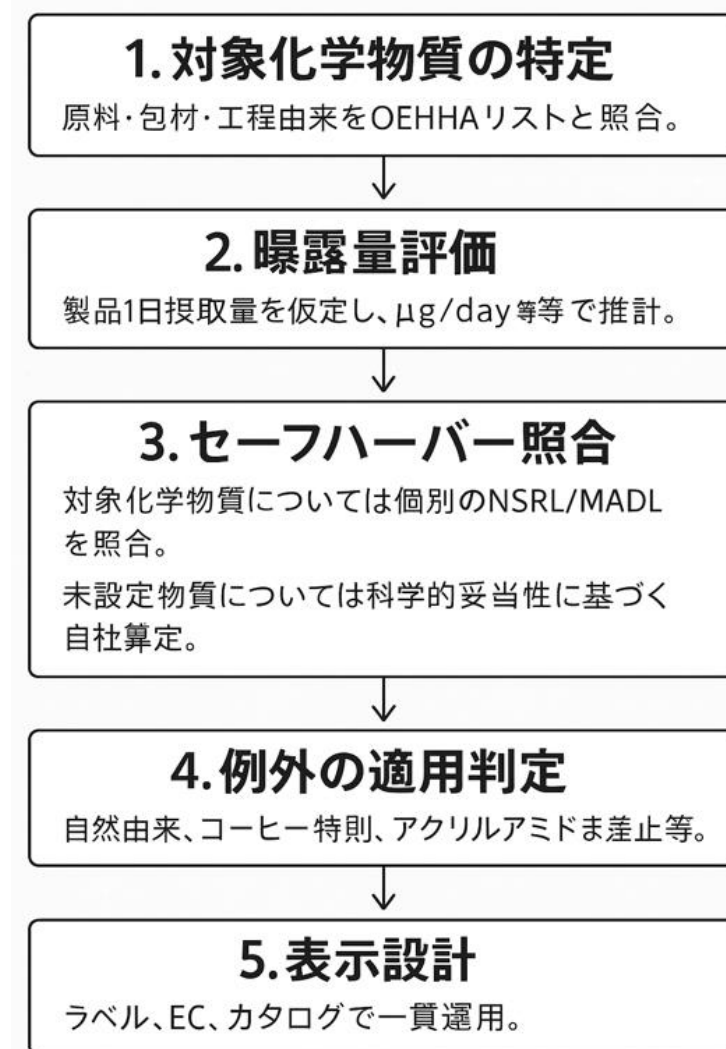 1. 対象化学物質の特定
原料・包材・工程由来をOEHHAリストと照合。
2. 曝露量評価
製品1日摂取量を仮定し、μg/day等等で推計。
3. セーフハーバー照合
対象化学物質については個別のNSRL/MADL
を照合。
未設定物質については科学的妥当性に基づく
自社算定。
4. 例外の適用判定
自然由来、コーヒー特則、アクリルアミドま差止等。
5. 表示設計
ラベル、EC、カタログで一質運用。